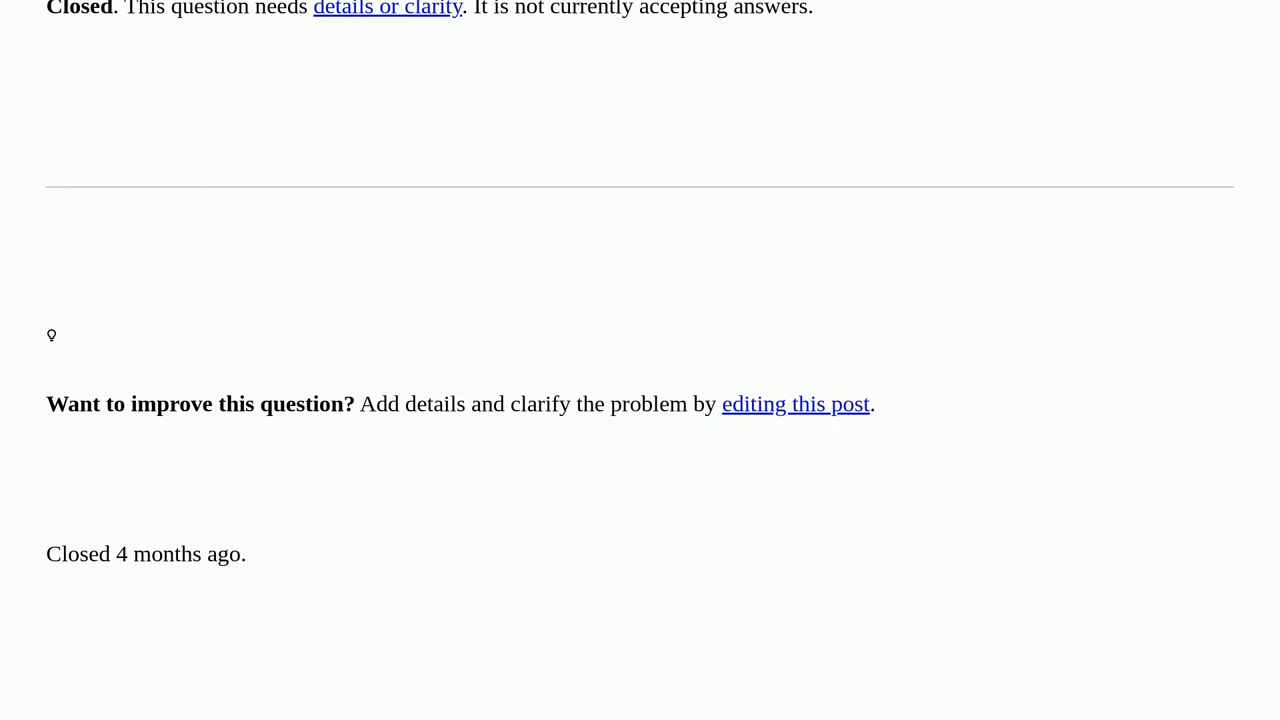 Closed. This question needs details or clarity. It is not currently accepting answers.
Want to improve this question? Add details and clarify the problem by editing this post.
Closed 4 months ago.